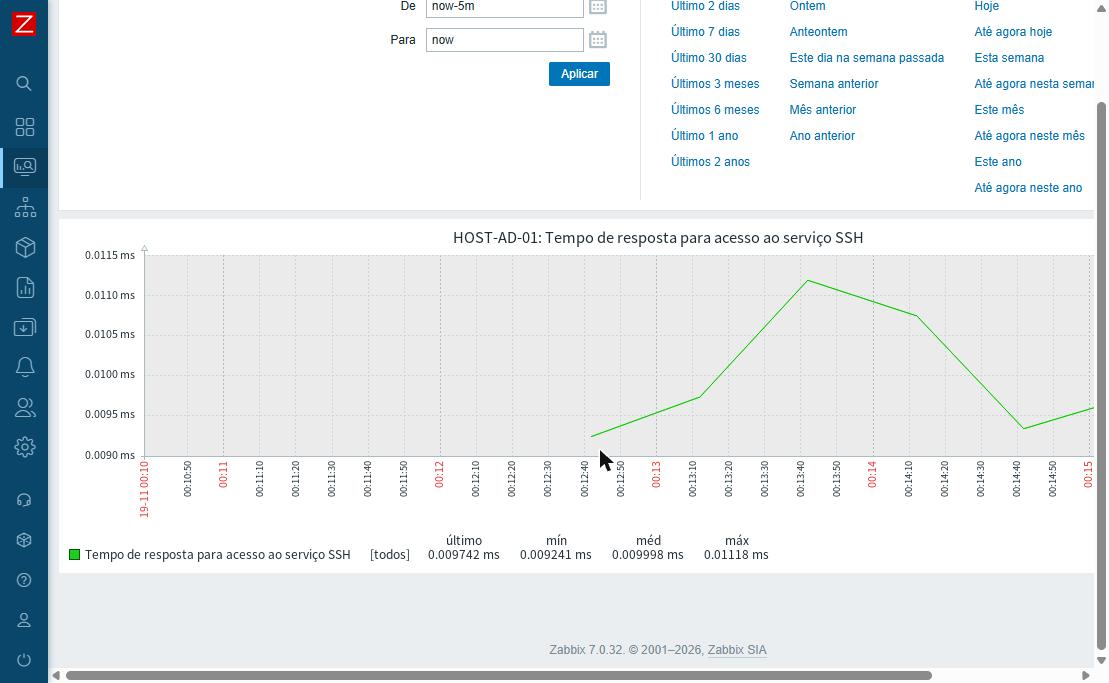 Z
De now-5m
Para now
Aplicar
Último 2 dias Ontem Hoje
Último 7 dias Anteontem Até agora hoje
Último 30 dias Este dia na semana passada Esta semana
Últimos 3 meses Semana anterior Até agora nesta semar
Últimos 6 meses Mês anterior Este mês
Último 1 ano Ano anterior Até agora neste mês
Últimos 2 anos Este ano
Até agora neste ano
HOST-AD-01: Tempo de resposta para acesso ao serviço SSH
0.0115 ms
0.0110 ms
0.0105 ms
0.0100 ms
0.0095 ms
0.0090 ms
19-11 00:10 00:10:50 00:11 00:11:10 00:11:20 00:11:30 00:11:40 00:11:50 00:12 00:12:10 00:12:20 00:12:30 00:12:40 00:12:50 00:13 00:13:10 00:13:20 00:13:30 00:13:40 00:13:50 00:14 00:14:10 00:14:20 00:14:30 00:14:40 00:14:50 00:15
último mín méd máx
Tempo de resposta para acesso ao serviço SSH [todos] 0.009742 ms 0.009241 ms 0.009998 ms 0.01118 ms
Zabbix 7.0.32. © 2001–2026, Zabbix SIA